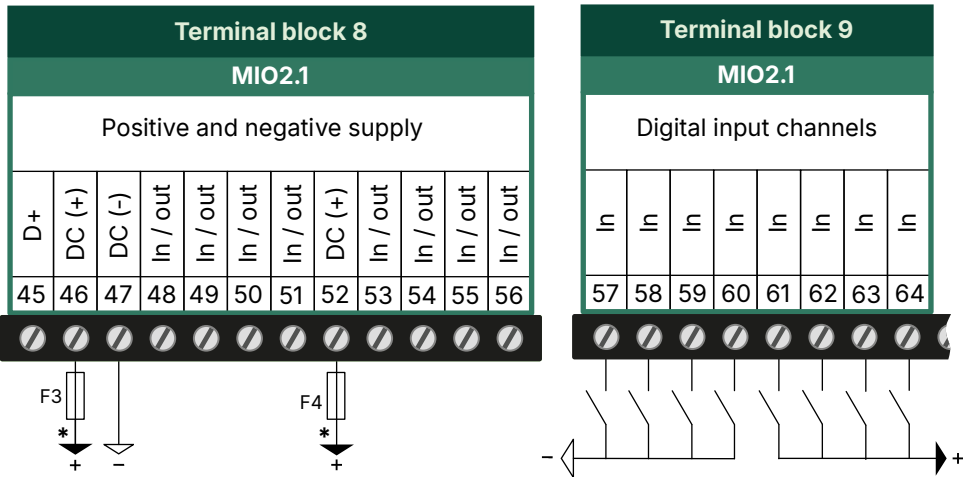 Terminal block 8
MIO2.1
Positive and negative supply
D+ DC (+) DC (-) In / out In / out In / out In / out DC (+) In / out In / out In / out In / out
45 46 47 48 49 50 51 52 53 54 55 56
F3 F4
* *
+ − +
Terminal block 9
MIO2.1
Digital input channels
In In In In In In In In
57 58 59 60 61 62 63 64
− +